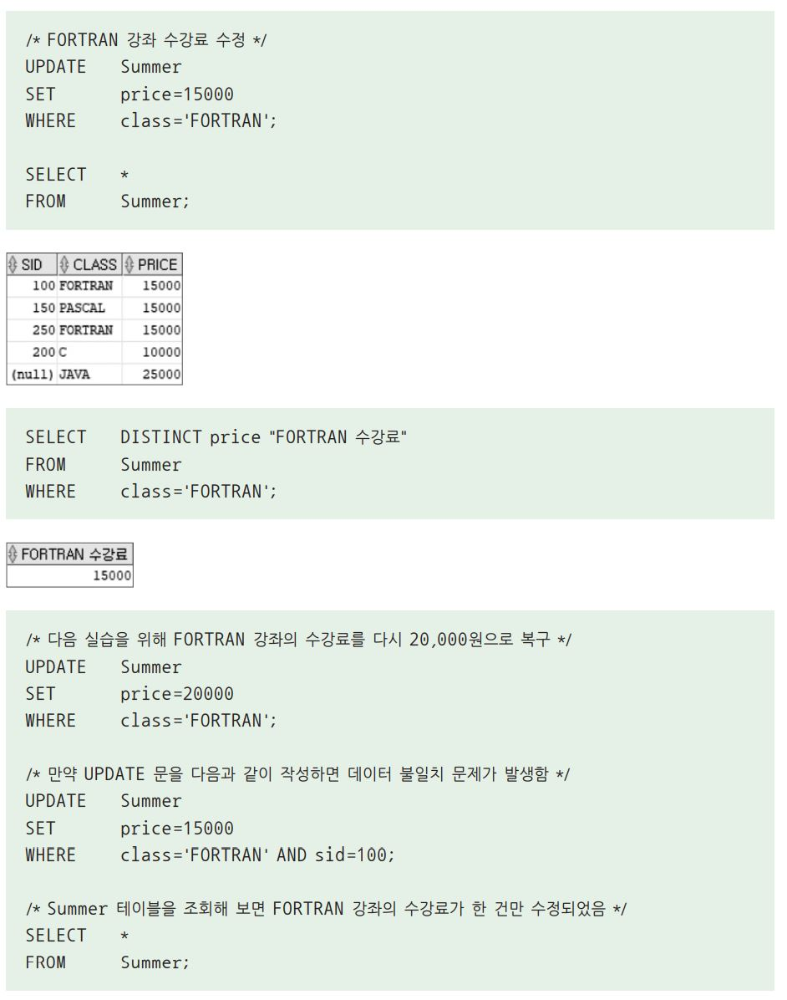 /* FORTRAN 강좌 수강료 수정 */
UPDATE Summer
SET price=15000
WHERE class='FORTRAN';
SELECT *
FROM Summer;
SID CLASS PRICE
100 FORTRAN 15000
150 PASCAL 15000
250 FORTRAN 15000
200 C 10000
(null) JAVA 25000
SELECT DISTINCT price "FORTRAN 수강료"
FROM Summer
WHERE class='FORTRAN';
FORTRAN 수강료
15000
/* 다음 실습을 위해 FORTRAN 강좌의 수강료를 다시 20,000원으로 복구 */
UPDATE Summer
SET price=20000
WHERE class='FORTRAN';
/* 만약 UPDATE 문을 다음과 같이 작성하면 데이터 불일치 문제가 발생함 */
UPDATE Summer
SET price=15000
WHERE class='FORTRAN' AND sid=100;
/* Summer 테이블을 조회해 보면 FORTRAN 강좌의 수강료가 한 건만 수정되었음 */
SELECT *
FROM Summer;